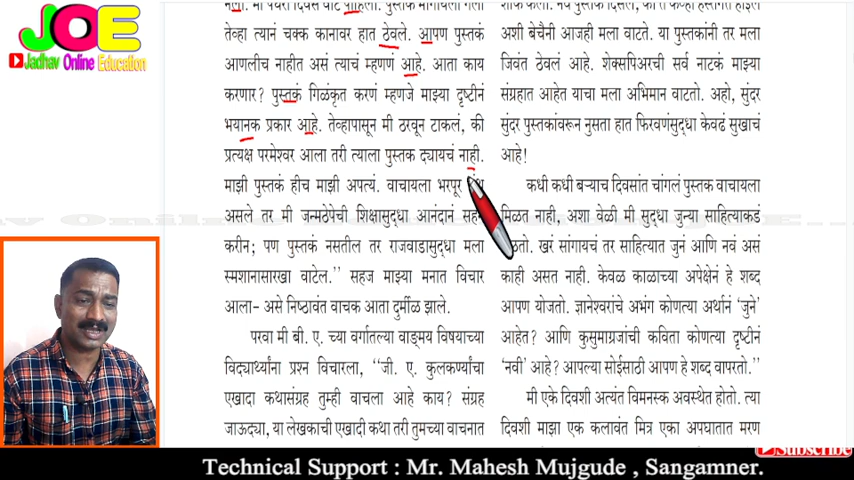 JOE
Jadhav Online Education
नेला. मी पंधरा दिवस वाट पाहिली. पुस्तक मागायला गेलो
तेव्हा त्यानं चक्क कानावर हात ठेवले. आपण पुस्तकं
आणलीच नाहीत असं त्याचं म्हणणं आहे. आता काय
करणार? पुस्तकं गिळंकृत करणं म्हणजे माझ्या दृष्टीनं
भयानक प्रकार आहे. तेव्हापासून मी ठरवून टाकलं, की
प्रत्यक्ष परमेश्वर आला तरी त्याला पुस्तक द्यायचं नाही.
माझी पुस्तकं हीच माझी अपत्यं. वाचायला भरपूर
असले तर मी जन्मठेपेची शिक्षासुद्धा आनंदानं सहन
करीन; पण पुस्तकं नसतील तर राजवाडासुद्धा मला
स्मशानासारखा वाटेल.'' सहज माझ्या मनात विचार
आला- असे निष्ठावंत वाचक आता दुर्मीळ झाले.
परवा मी बी. ए. च्या वर्गातल्या वाङ्मय विषयाच्या
विद्यार्थ्यांना प्रश्न विचारला, ''जी. ए. कुलकर्ण्यांचा
एखादा कथासंग्रह तुम्ही वाचला आहे काय? संग्रह
जाऊद्या, या लेखकाची एखादी कथा तरी तुमच्या वाचनात
अशी बेचैनी आजही मला वाटते. या पुस्तकांनी तर मला
जिवंत ठेवलं आहे. शेक्सपिअरची सर्व नाटकं माझ्या
संग्रहात आहेत याचा मला अभिमान वाटतो. अहो, सुंदर
सुंदर पुस्तकांवरून नुसता हात फिरवणंसुद्धा केवढं सुखाचं
आहे!
कधी कधी बऱ्याच दिवसांत चांगलं पुस्तक वाचायला
मिळत नाही, अशा वेळी मी सुद्धा जुन्या साहित्याकडं
खरं सांगायचं तर साहित्यात जुनं आणि नवं असं
काही असत नाही. केवळ काळाच्या अपेक्षेनं हे शब्द
आपण योजतो. ज्ञानेश्वरांचे अभंग कोणत्या अर्थानं 'जुने'
आहेत? आणि कुसुमाग्रजांची कविता कोणत्या दृष्टीनं
'नवी' आहे? आपल्या सोईसाठी आपण हे शब्द वापरतो.''
मी एके दिवशी अत्यंत विमनस्क अवस्थेत होतो. त्या
दिवशी माझा एक कलावंत मित्र एका अपघातात मरण
Subscribe
Technical Support : Mr. Mahesh Mujgude , Sangamner.